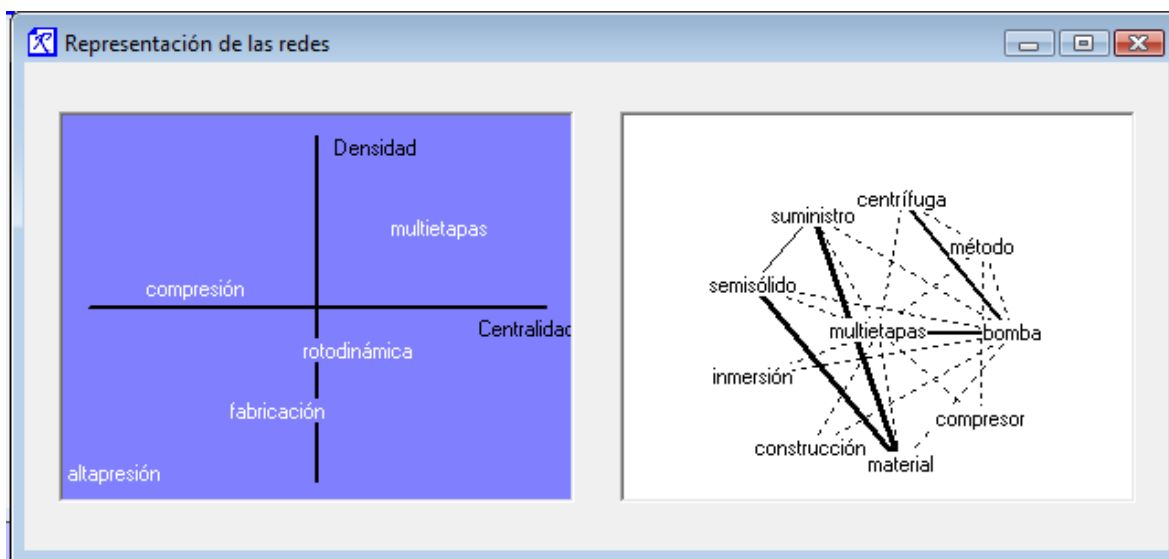 Representación de las redes
Densidad
multietapas
compresión
Centralidad
rotodinámica
fabricación
altapresión
centrífuga
suministro
método
semisólido
multietapas
bomba
inmersión
compresor
construcción
material